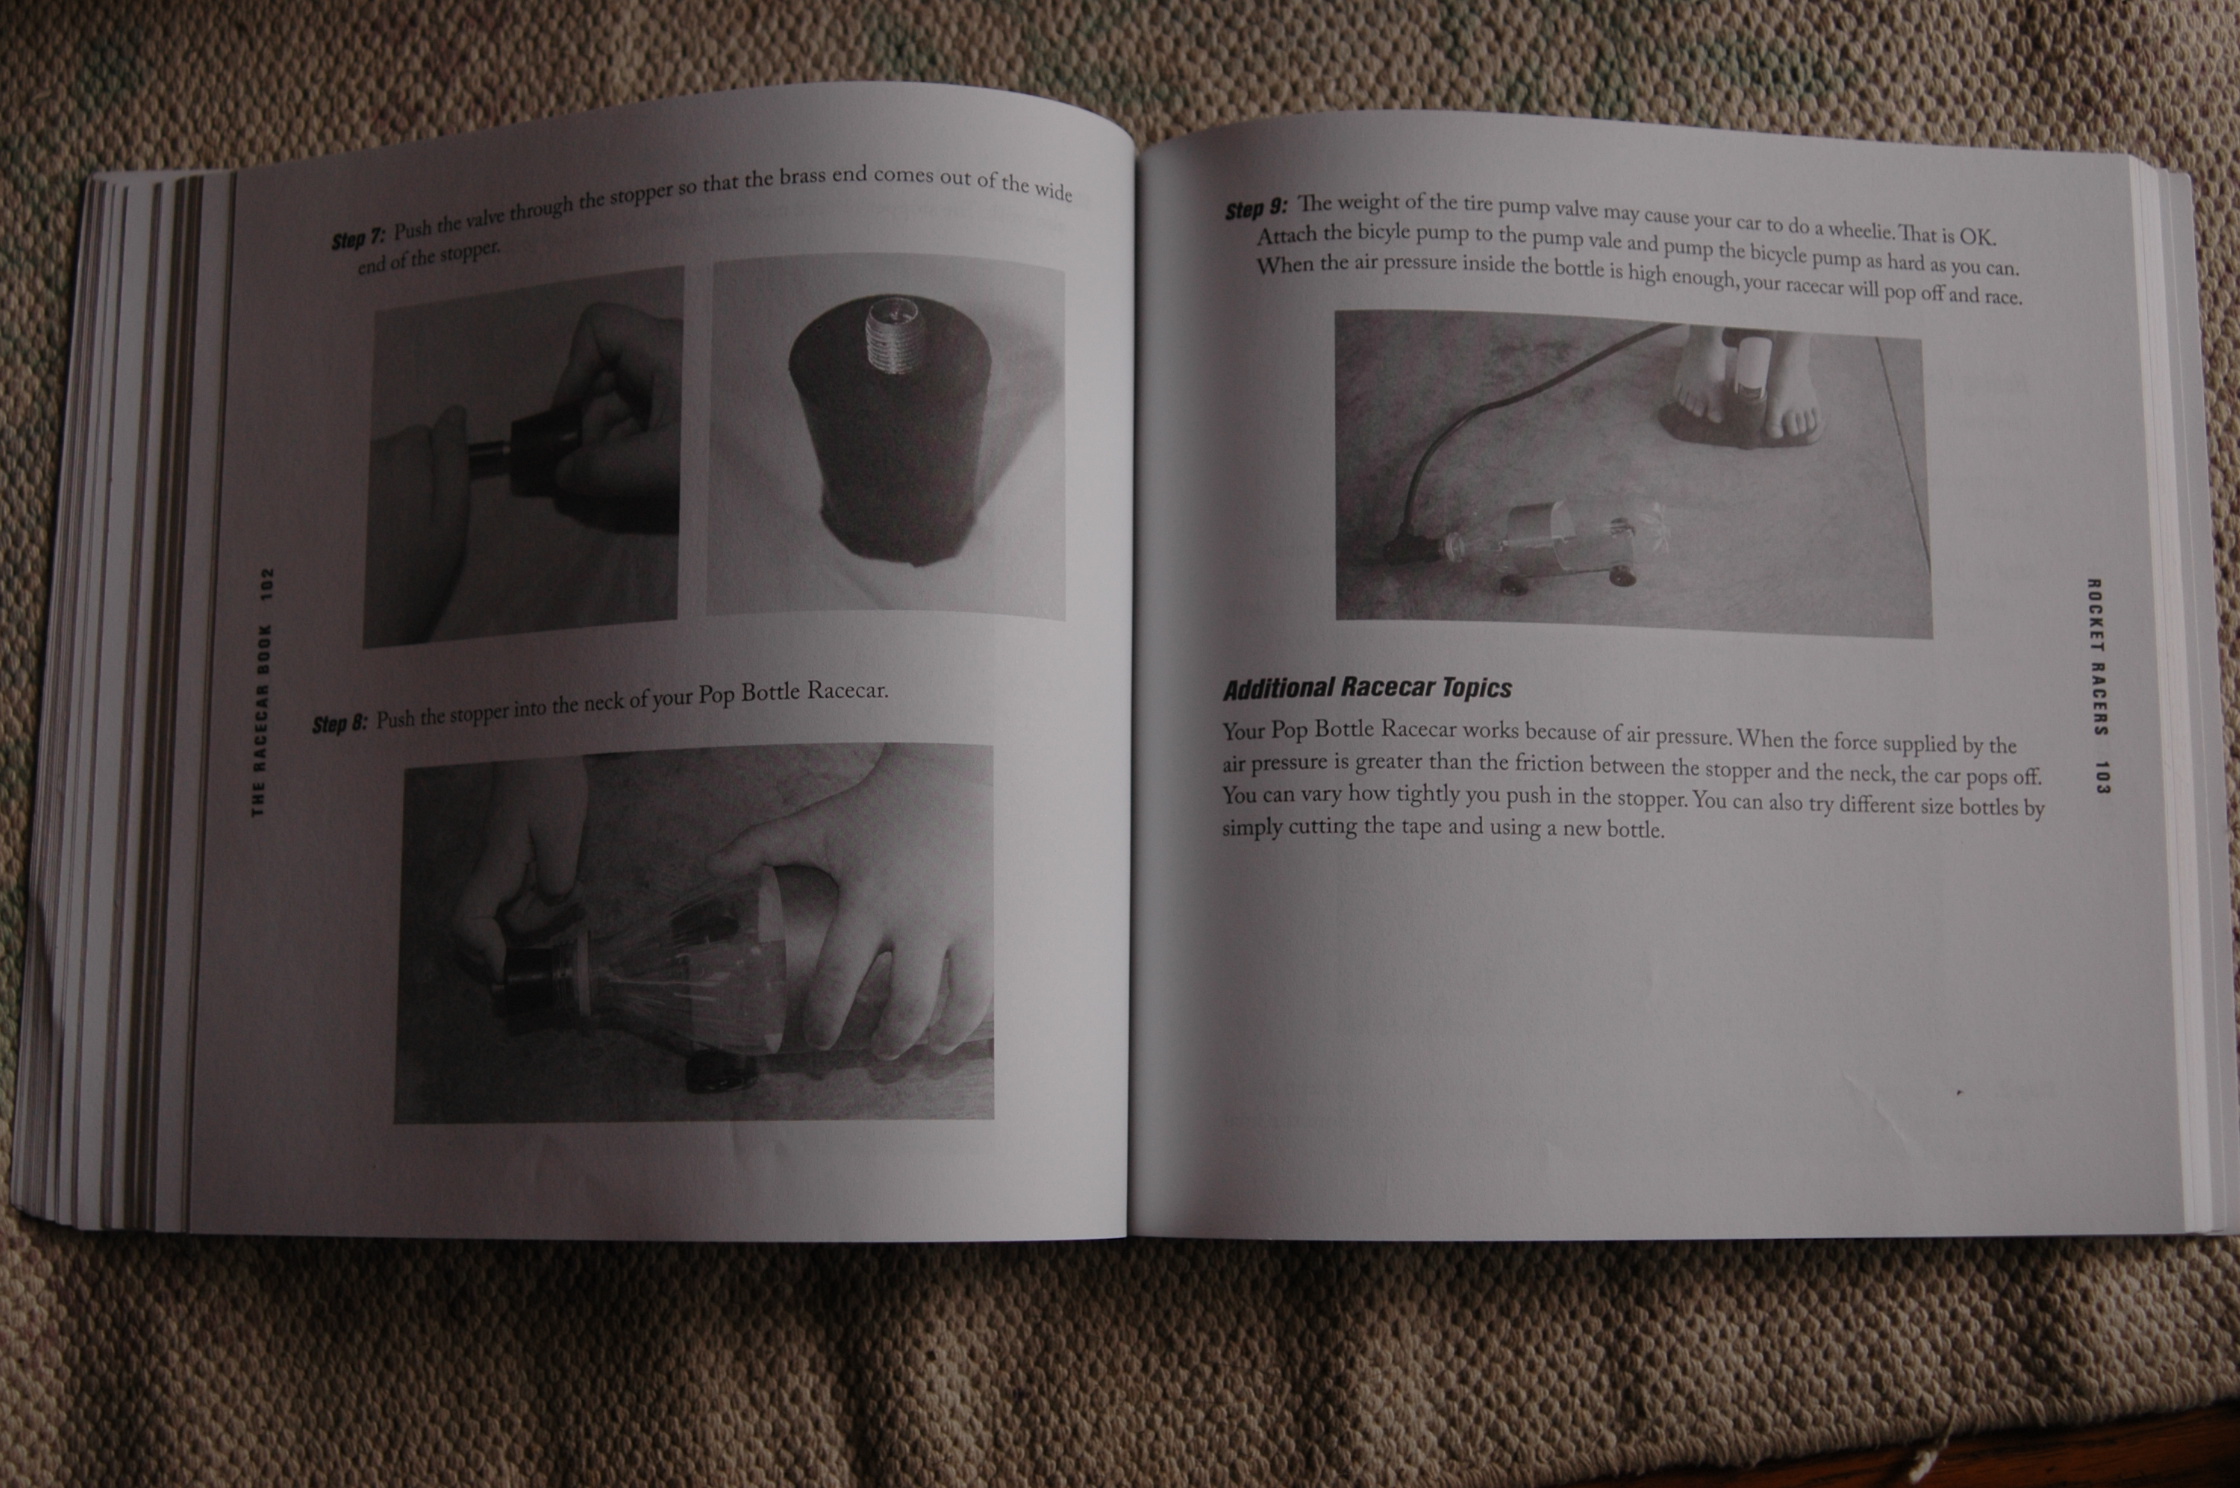 Step 7: Push the valve through the stopper so that the brass end comes out of the wide
end of the stopper.
THE RACECAR BOOK 102
Step 8: Push the stopper into the neck of your Pop Bottle Racecar.
Step 9: The weight of the tire pump valve may cause your car to do a wheelie. That is OK.
Attach the bicyle pump to the pump vale and pump the bicycle pump as hard as you can.
When the air pressure inside the bottle is high enough, your racecar will pop off and race.
Additional Racecar Topics
Your Pop Bottle Racecar works because of air pressure. When the force supplied by the
air pressure is greater than the friction between the stopper and the neck, the car pops off.
You can vary how tightly you push in the stopper. You can also try different size bottles by
simply cutting the tape and using a new bottle.
ROCKET RACERS 103